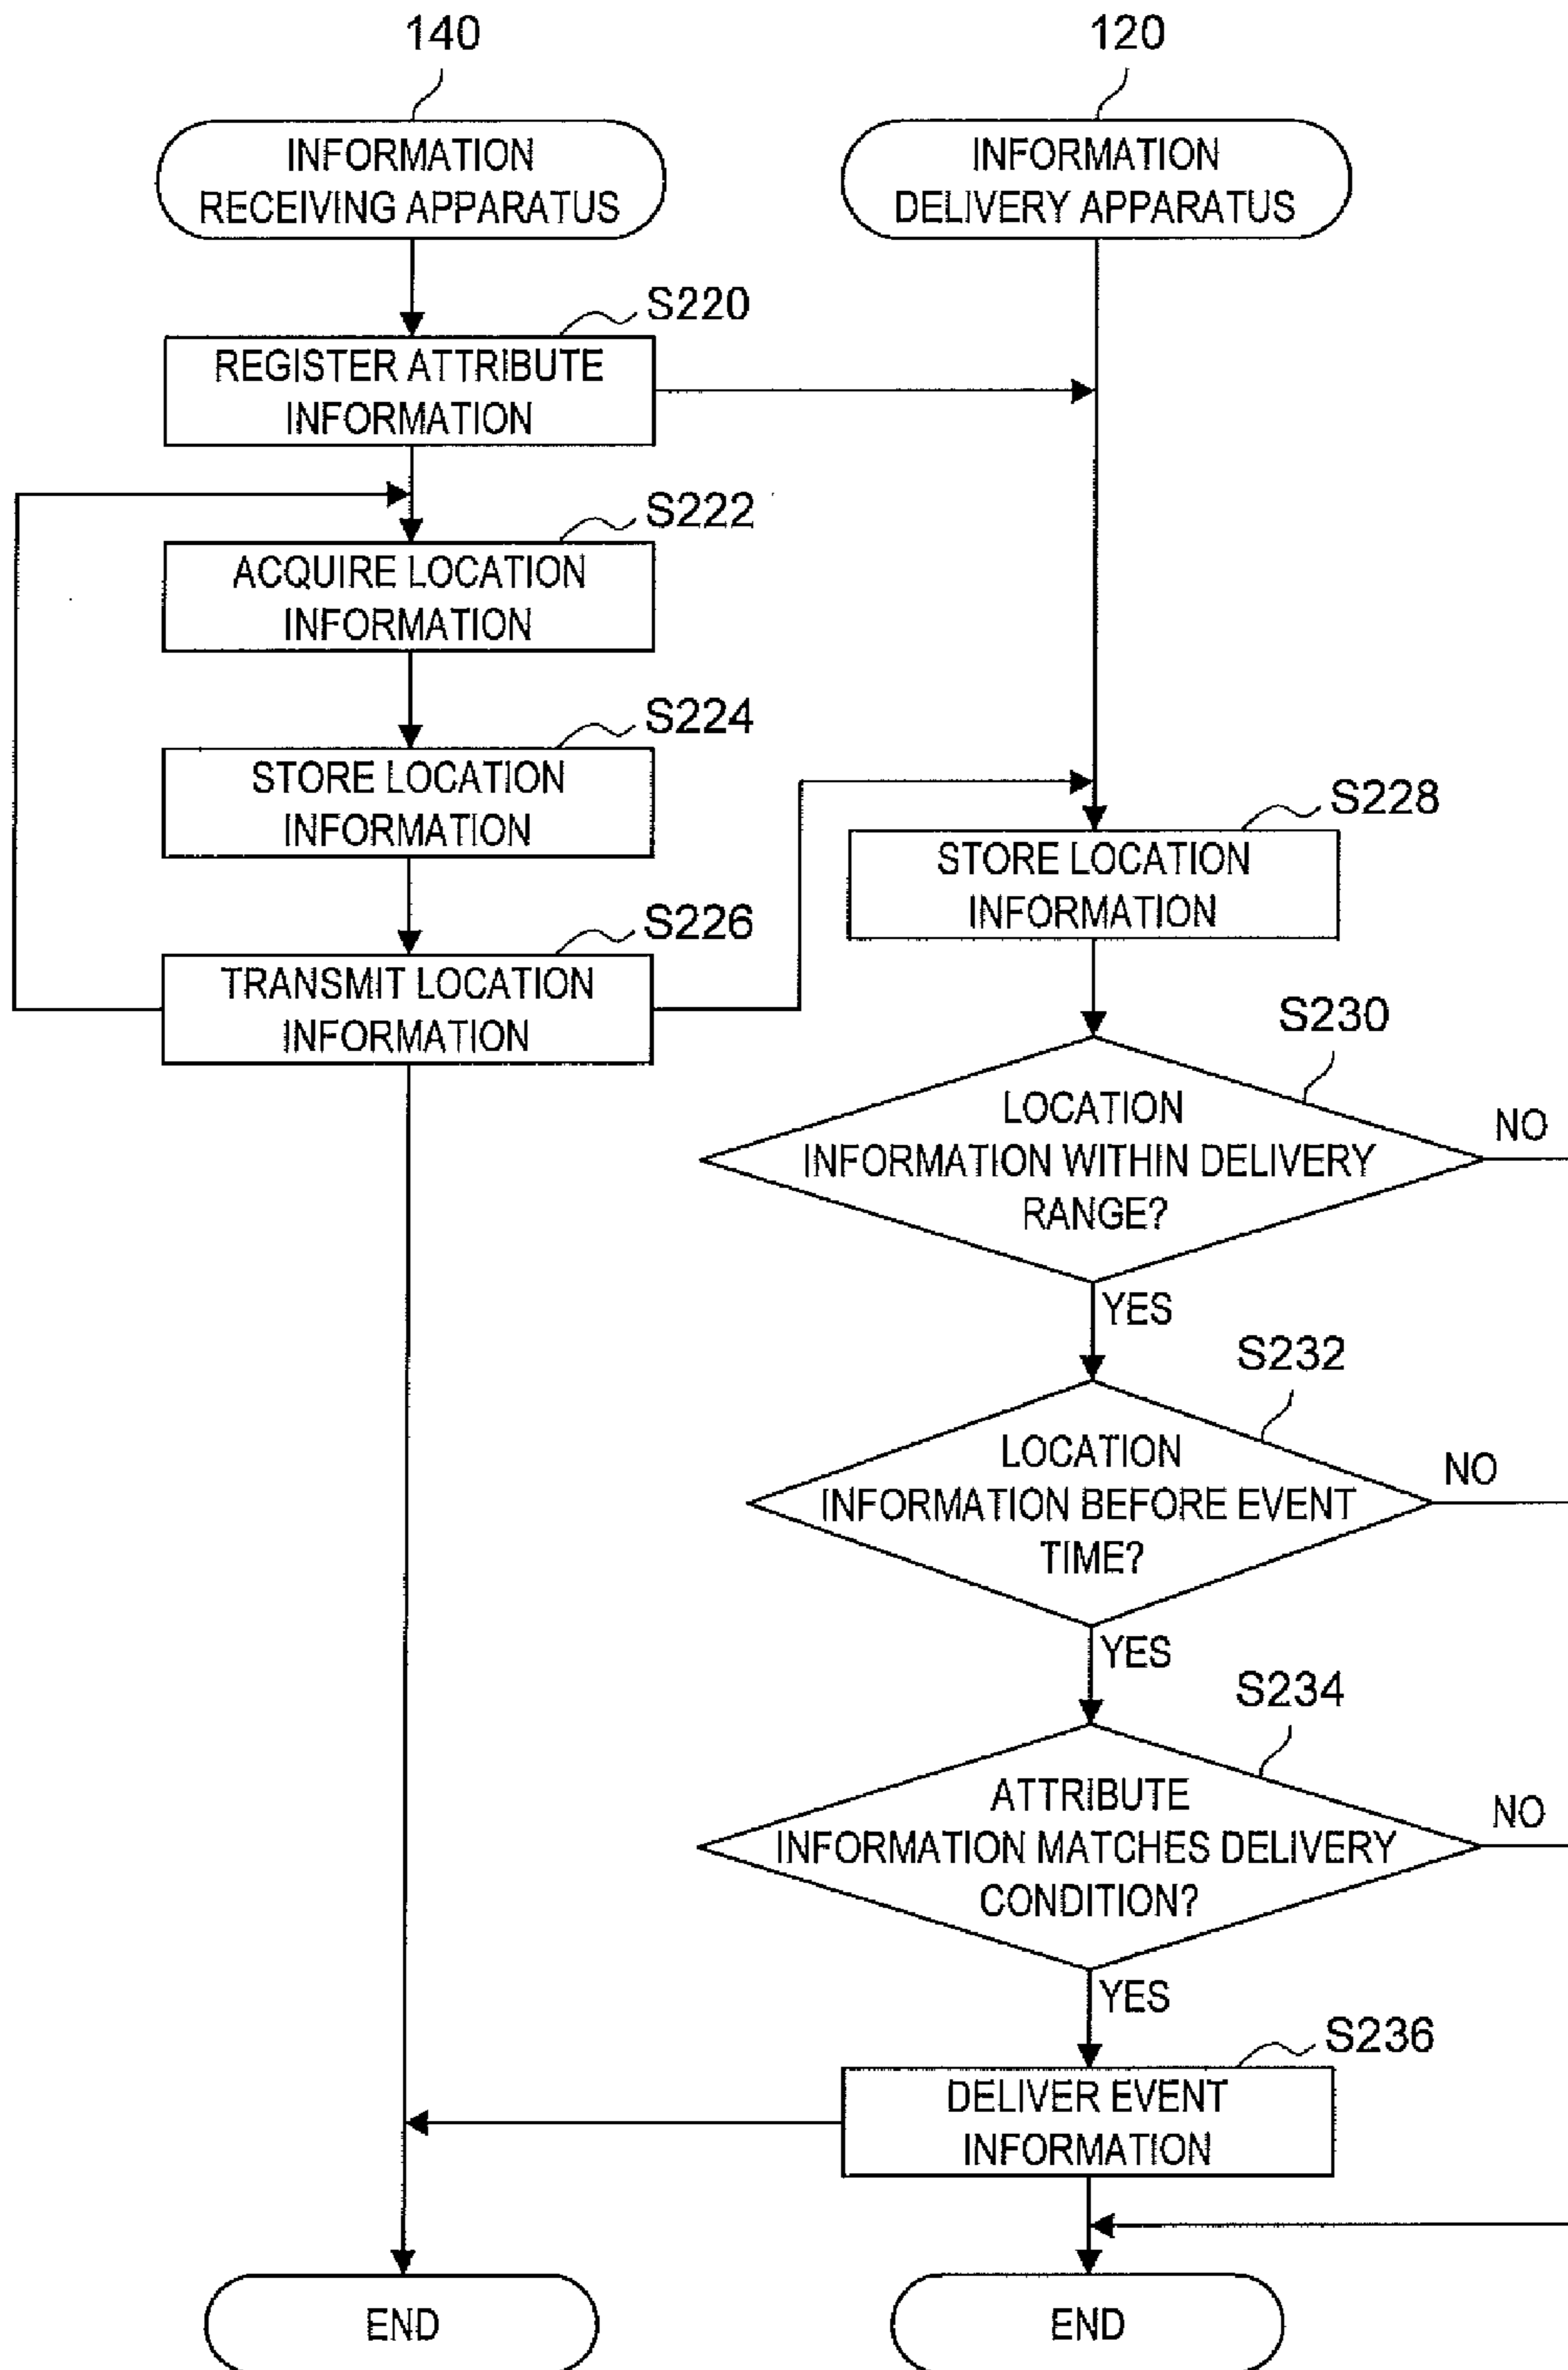 140
120
INFORMATION
RECEIVING APPARATUS
INFORMATION
DELIVERY APPARATUS
S220
REGISTER ATTRIBUTE
INFORMATION
S222
ACQUIRE LOCATION
INFORMATION
S224
STORE LOCATION
INFORMATION
S226
TRANSMIT LOCATION
INFORMATION
S228
STORE LOCATION
INFORMATION
S230
LOCATION
INFORMATION WITHIN DELIVERY
RANGE?
NO
YES
S232
LOCATION
INFORMATION BEFORE EVENT
TIME?
NO
YES
S234
ATTRIBUTE
INFORMATION MATCHES DELIVERY
CONDITION?
NO
YES
S236
DELIVER EVENT
INFORMATION
END
END